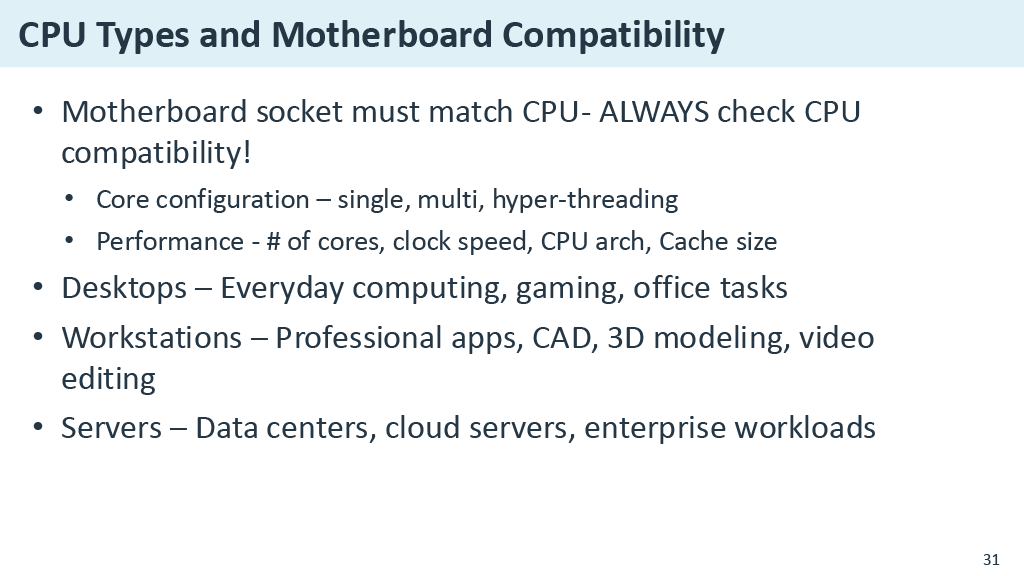 CPU Types and Motherboard Compatibility
• Motherboard socket must match CPU- ALWAYS check CPU
compatibility!
• Core configuration – single, multi, hyper-threading
• Performance - # of cores, clock speed, CPU arch, Cache size
• Desktops – Everyday computing, gaming, office tasks
• Workstations – Professional apps, CAD, 3D modeling, video
editing
• Servers – Data centers, cloud servers, enterprise workloads
31